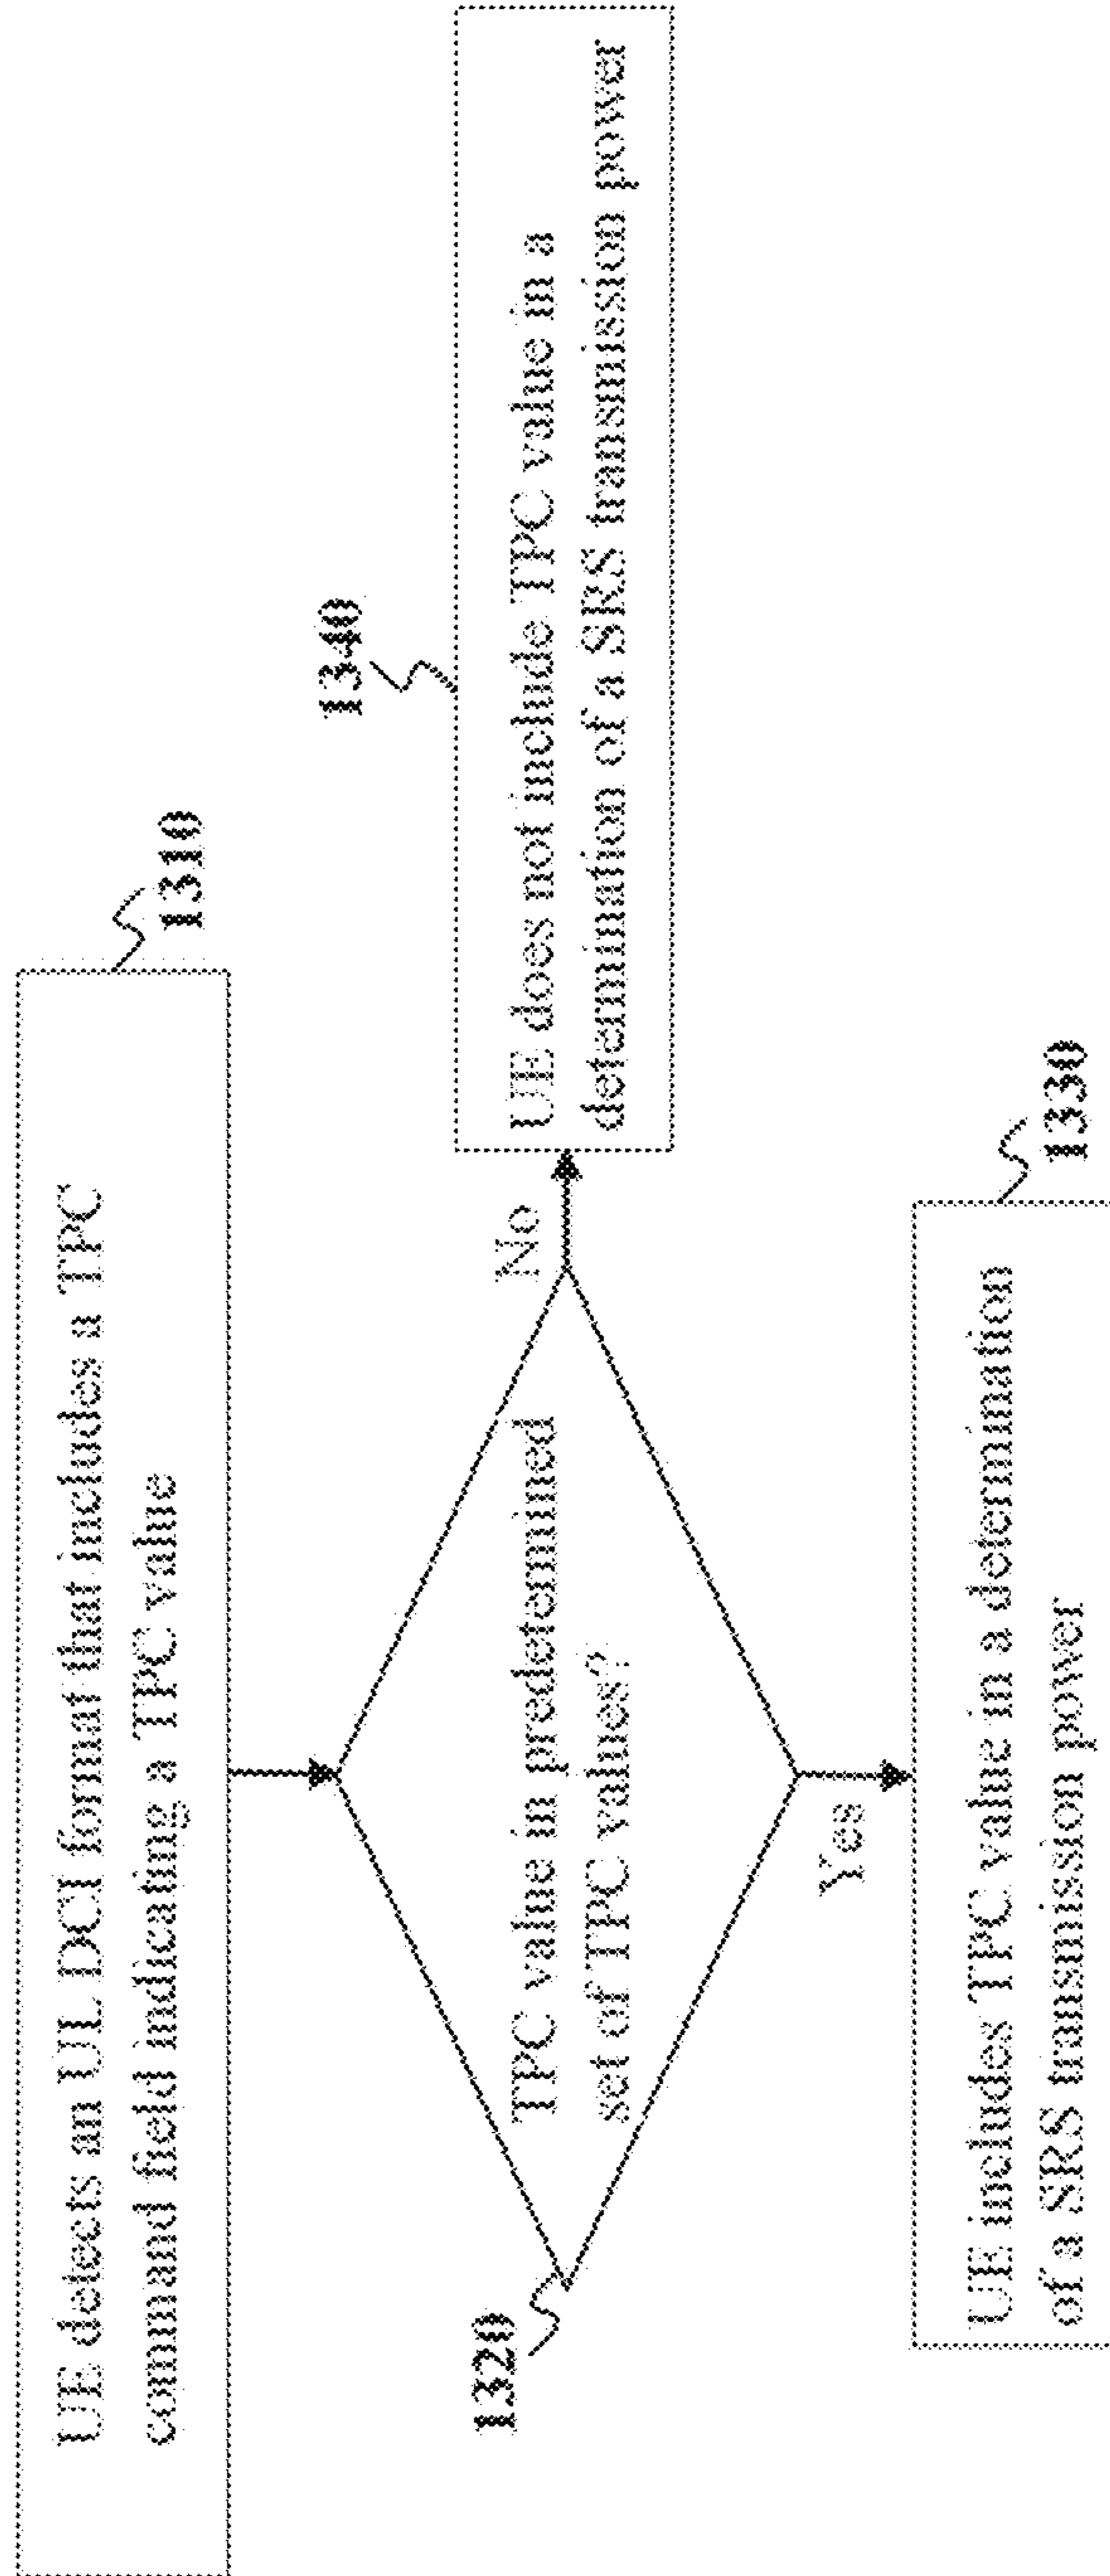 UE detects an UL DCI format that includes a TPC
command field indicating a TPC value
1310
1320
TPC value in predetermined
set of TPC values?
No
1340
UE does not include TPC value in a
determination of a SRS transmission power
Yes
UE includes TPC value in a determination
of a SRS transmission power
1330